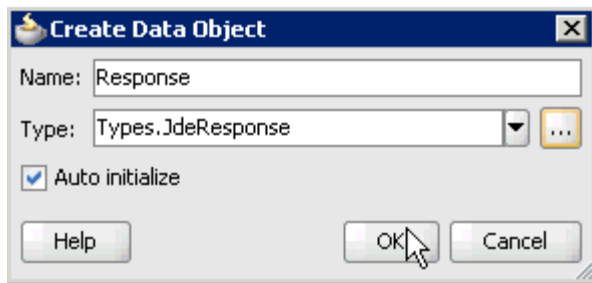 Create Data Object
Name: Response
Type: Types.JdeResponse ...
Auto initialize
Help OK Cancel